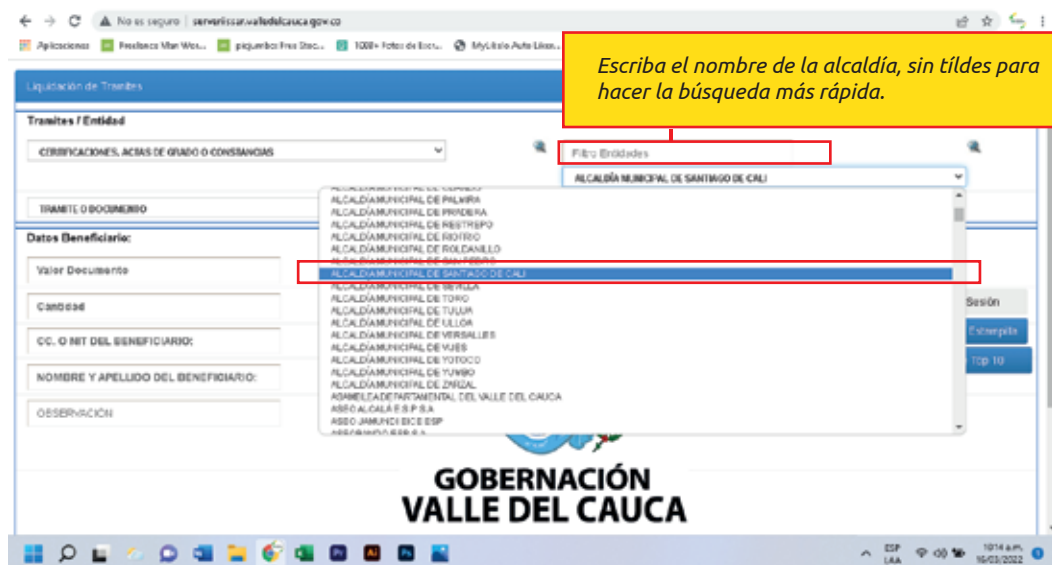 No es seguro | serverlissar.valledelcauca.gov.co
Aplicaciones
Escriba el nombre de la alcaldía, sin tíldes para
hacer la búsqueda más rápida.
Liquidación de Tramites
Tramites / Entidad
CERTIFICACIONES, ACTAS DE GRADO O CONSTANCIAS
Filtro Entidades
ALCALDÍA MUNICIPAL DE SANTIAGO DE CALI
TRAMITE O DOCUMENTO
ALCALDÍA MUNICIPAL DE PALMIRA
ALCALDÍA MUNICIPAL DE PRADERA
ALCALDÍA MUNICIPAL DE RESTREPO
ALCALDÍA MUNICIPAL DE RIOFRIO
ALCALDÍA MUNICIPAL DE ROLDANILLO
ALCALDÍA MUNICIPAL DE SAN PEDRO
ALCALDÍA MUNICIPAL DE SANTIAGO DE CALI
ALCALDÍA MUNICIPAL DE SEVILLA
ALCALDÍA MUNICIPAL DE TORO
ALCALDÍA MUNICIPAL DE TULUA
ALCALDÍA MUNICIPAL DE ULLOA
ALCALDÍA MUNICIPAL DE VERSALLES
ALCALDÍA MUNICIPAL DE VIJES
ALCALDÍA MUNICIPAL DE YOTOCO
ALCALDÍA MUNICIPAL DE YUMBO
ALCALDÍA MUNICIPAL DE ZARZAL
ASAMBLEA DEPARTAMENTAL DEL VALLE DEL CAUCA
ASEO ALCALÁ E.S.P S.A
ASEO JAMUNDI ESP
Datos Beneficiario:
Valor Documento
Cantidad
CC. O NIT DEL BENEFICIARIO:
NOMBRE Y APELLIDO DEL BENEFICIARIO:
OBSERVACIÓN
Sesión
Estampilla
Top 10
GOBERNACIÓN
VALLE DEL CAUCA
ESP
LAA
10:14 a.m.
16/03/2022